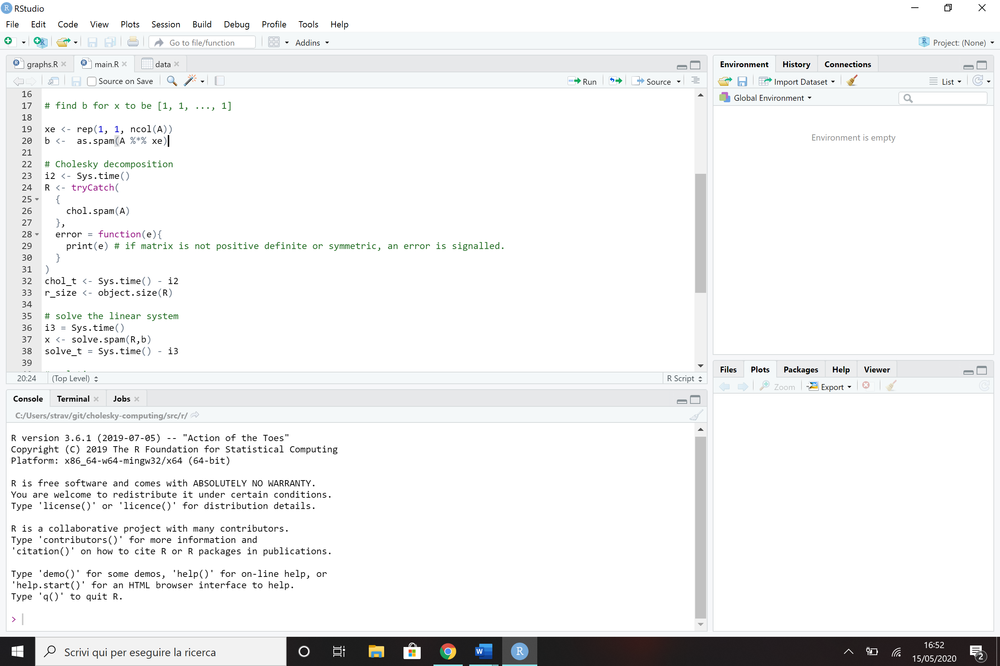 RStudio
File Edit Code View Plots Session Build Debug Profile Tools Help
Go to file/function Addins Project: (None)
graphs.R main.R data
Source on Save Run Source
16
17 # find b for x to be [1, 1, ..., 1]
18
19 xe <- rep(1, 1, ncol(A))
20 b <-  as.spam(A %*% xe)
21
22 # Cholesky decomposition
23 i2 <- Sys.time()
24 R <- tryCatch(
25   {
26     chol.spam(A)
27   },
28   error = function(e){
29     print(e) # if matrix is not positive definite or symmetric, an error is signalled.
30   }
31 )
32 chol_t <- Sys.time() - i2
33 r_size <- object.size(R)
34
35 # solve the linear system
36 i3 = Sys.time()
37 x <- solve.spam(R,b)
38 solve_t = Sys.time() - i3
39
20:24 (Top Level) R Script
Console Terminal Jobs
C:/Users/strav/git/cholesky-computing/src/r/
R version 3.6.1 (2019-07-05) -- "Action of the Toes"
Copyright (C) 2019 The R Foundation for Statistical Computing
Platform: x86_64-w64-mingw32/x64 (64-bit)
R is free software and comes with ABSOLUTELY NO WARRANTY.
You are welcome to redistribute it under certain conditions.
Type 'license()' or 'licence()' for distribution details.
R is a collaborative project with many contributors.
Type 'contributors()' for more information and
'citation()' on how to cite R or R packages in publications.
Type 'demo()' for some demos, 'help()' for on-line help, or
'help.start()' for an HTML browser interface to help.
Type 'q()' to quit R.
>
Environment History Connections
Import Dataset List
Global Environment
Environment is empty
Files Plots Packages Help Viewer
Zoom Export
Scrivi qui per eseguire la ricerca
16:52
15/05/2020
2